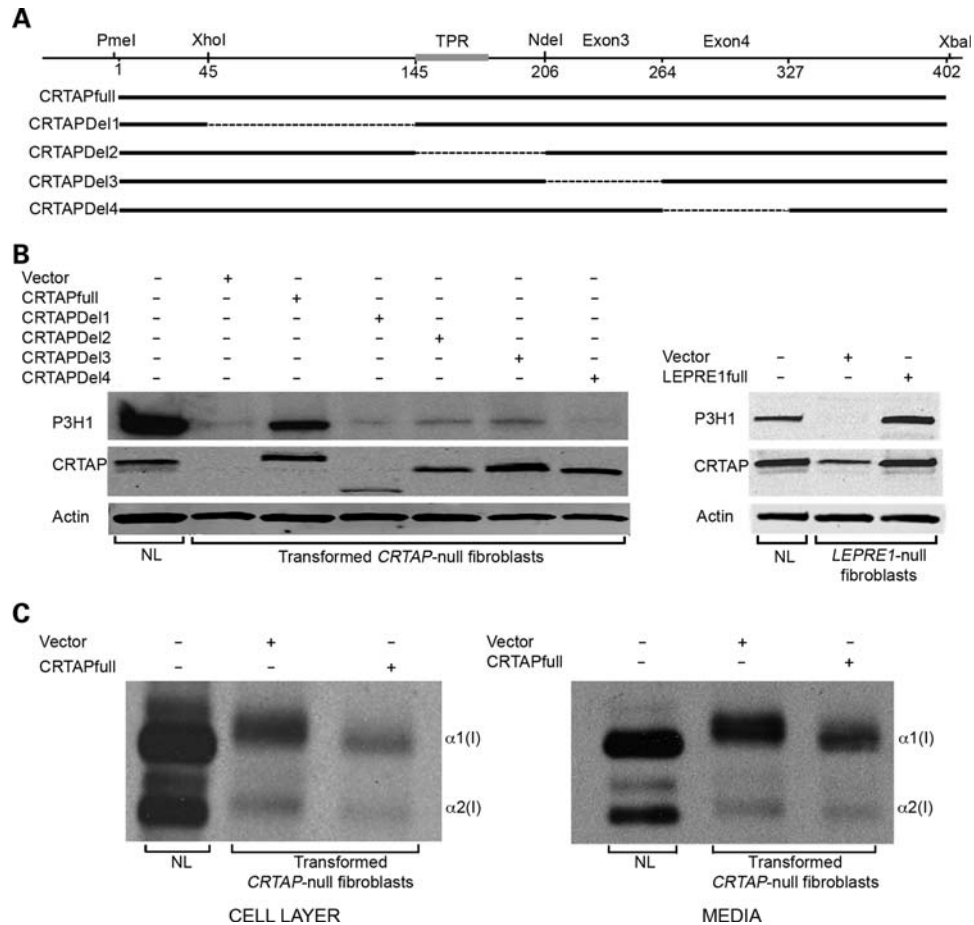 A
PmeI XhoI TPR NdeI Exon3 Exon4 XbaI
1 45 145 206 264 327 402
CRTAPfull
CRTAPDel1
CRTAPDel2
CRTAPDel3
CRTAPDel4
B
Vector – + – – – – –
CRTAPfull – – + – – – –
CRTAPDel1 – – – + – – –
CRTAPDel2 – – – – + – –
CRTAPDel3 – – – – – + –
CRTAPDel4 – – – – – – +
P3H1
CRTAP
Actin
NL Transformed CRTAP-null fibroblasts
Vector – + –
LEPRE1full – – +
P3H1
CRTAP
Actin
NL LEPRE1-null
fibroblasts
C
Vector – + –
CRTAPfull – – +
α1(I)
α2(I)
NL Transformed
CRTAP-null fibroblasts
CELL LAYER
Vector – + –
CRTAPfull – – +
α1(I)
α2(I)
NL Transformed
CRTAP-null fibroblasts
MEDIA